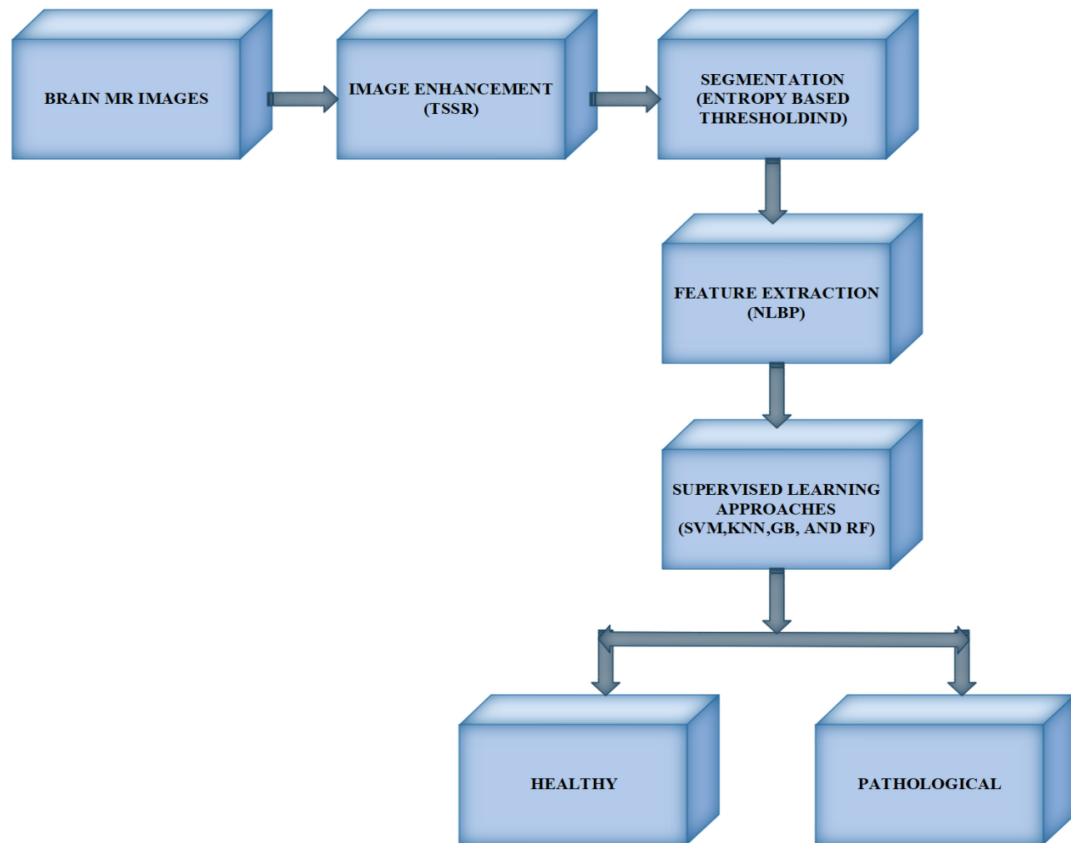 BRAIN MR IMAGES
IMAGE ENHANCEMENT
(TSSR)
SEGMENTATION
(ENTROPY BASED
THRESHOLDIND)
FEATURE EXTRACTION
(NLBP)
SUPERVISED LEARNING
APPROACHES
(SVM,KNN,GB, AND RF)
HEALTHY
PATHOLOGICAL